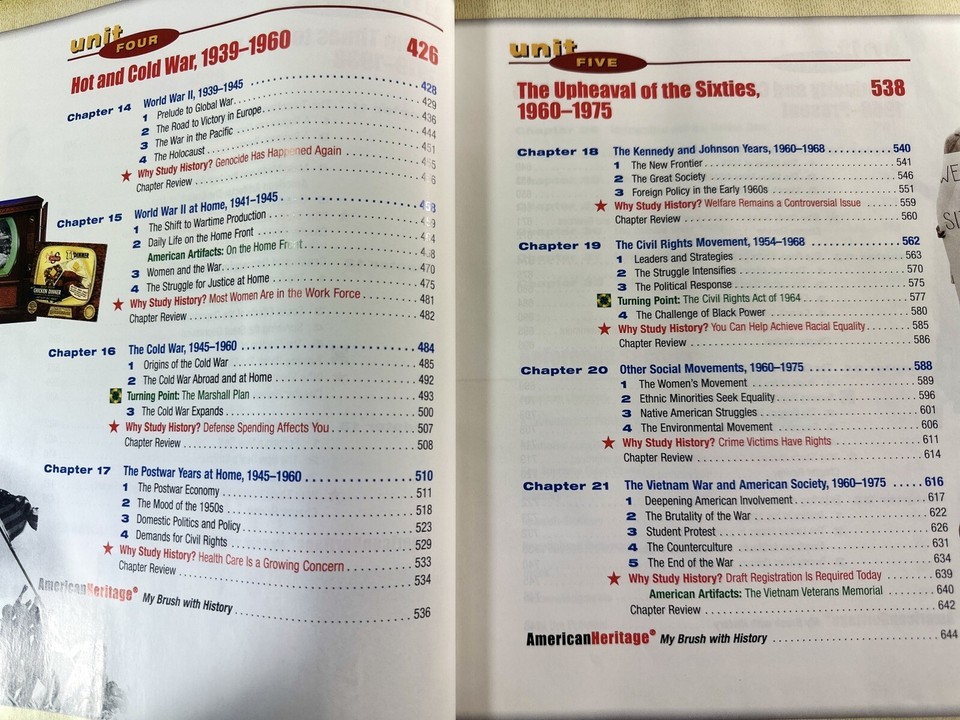 unit FOUR
Hot and Cold War, 1939–1960 426
Chapter 14 World War II, 1939–1945 428
1 Prelude to Global War 429
2 The Road to Victory in Europe 436
3 The War in the Pacific 444
4 The Holocaust 451
Why Study History? Genocide Has Happened Again
Chapter Review
Chapter 15 World War II at Home, 1941–1945
1 The Shift to Wartime Production
2 Daily Life on the Home Front
American Artifacts: On the Home Front
3 Women and the War 470
4 The Struggle for Justice at Home 475
Why Study History? Most Women Are in the Work Force 481
Chapter Review 482
Chapter 16 The Cold War, 1945–1960 484
1 Origins of the Cold War 485
2 The Cold War Abroad and at Home 492
Turning Point: The Marshall Plan 493
3 The Cold War Expands 500
Why Study History? Defense Spending Affects You 507
Chapter Review 508
Chapter 17 The Postwar Years at Home, 1945–1960 510
1 The Postwar Economy 511
2 The Mood of the 1950s 518
3 Domestic Politics and Policy 523
4 Demands for Civil Rights 529
Why Study History? Health Care Is a Growing Concern 533
Chapter Review 534
AmericanHeritage® My Brush with History 536
DINNER
CHICKEN DINNER
unit FIVE
The Upheaval of the Sixties, 538
1960–1975
Chapter 18 The Kennedy and Johnson Years, 1960–1968 540
1 The New Frontier 541
2 The Great Society 546
3 Foreign Policy in the Early 1960s 551
Why Study History? Welfare Remains a Controversial Issue 559
Chapter Review 560
Chapter 19 The Civil Rights Movement, 1954–1968 562
1 Leaders and Strategies 563
2 The Struggle Intensifies 570
3 The Political Response 575
Turning Point: The Civil Rights Act of 1964 577
4 The Challenge of Black Power 580
Why Study History? You Can Help Achieve Racial Equality 585
Chapter Review 586
Chapter 20 Other Social Movements, 1960–1975 588
1 The Women's Movement 589
2 Ethnic Minorities Seek Equality 596
3 Native American Struggles 601
4 The Environmental Movement 606
Why Study History? Crime Victims Have Rights 611
Chapter Review 614
Chapter 21 The Vietnam War and American Society, 1960–1975 616
1 Deepening American Involvement 617
2 The Brutality of the War 622
3 Student Protest 626
4 The Counterculture 631
5 The End of the War 634
Why Study History? Draft Registration Is Required Today 639
American Artifacts: The Vietnam Veterans Memorial 640
Chapter Review 642
AmericanHeritage® My Brush with History 644
WE
SI